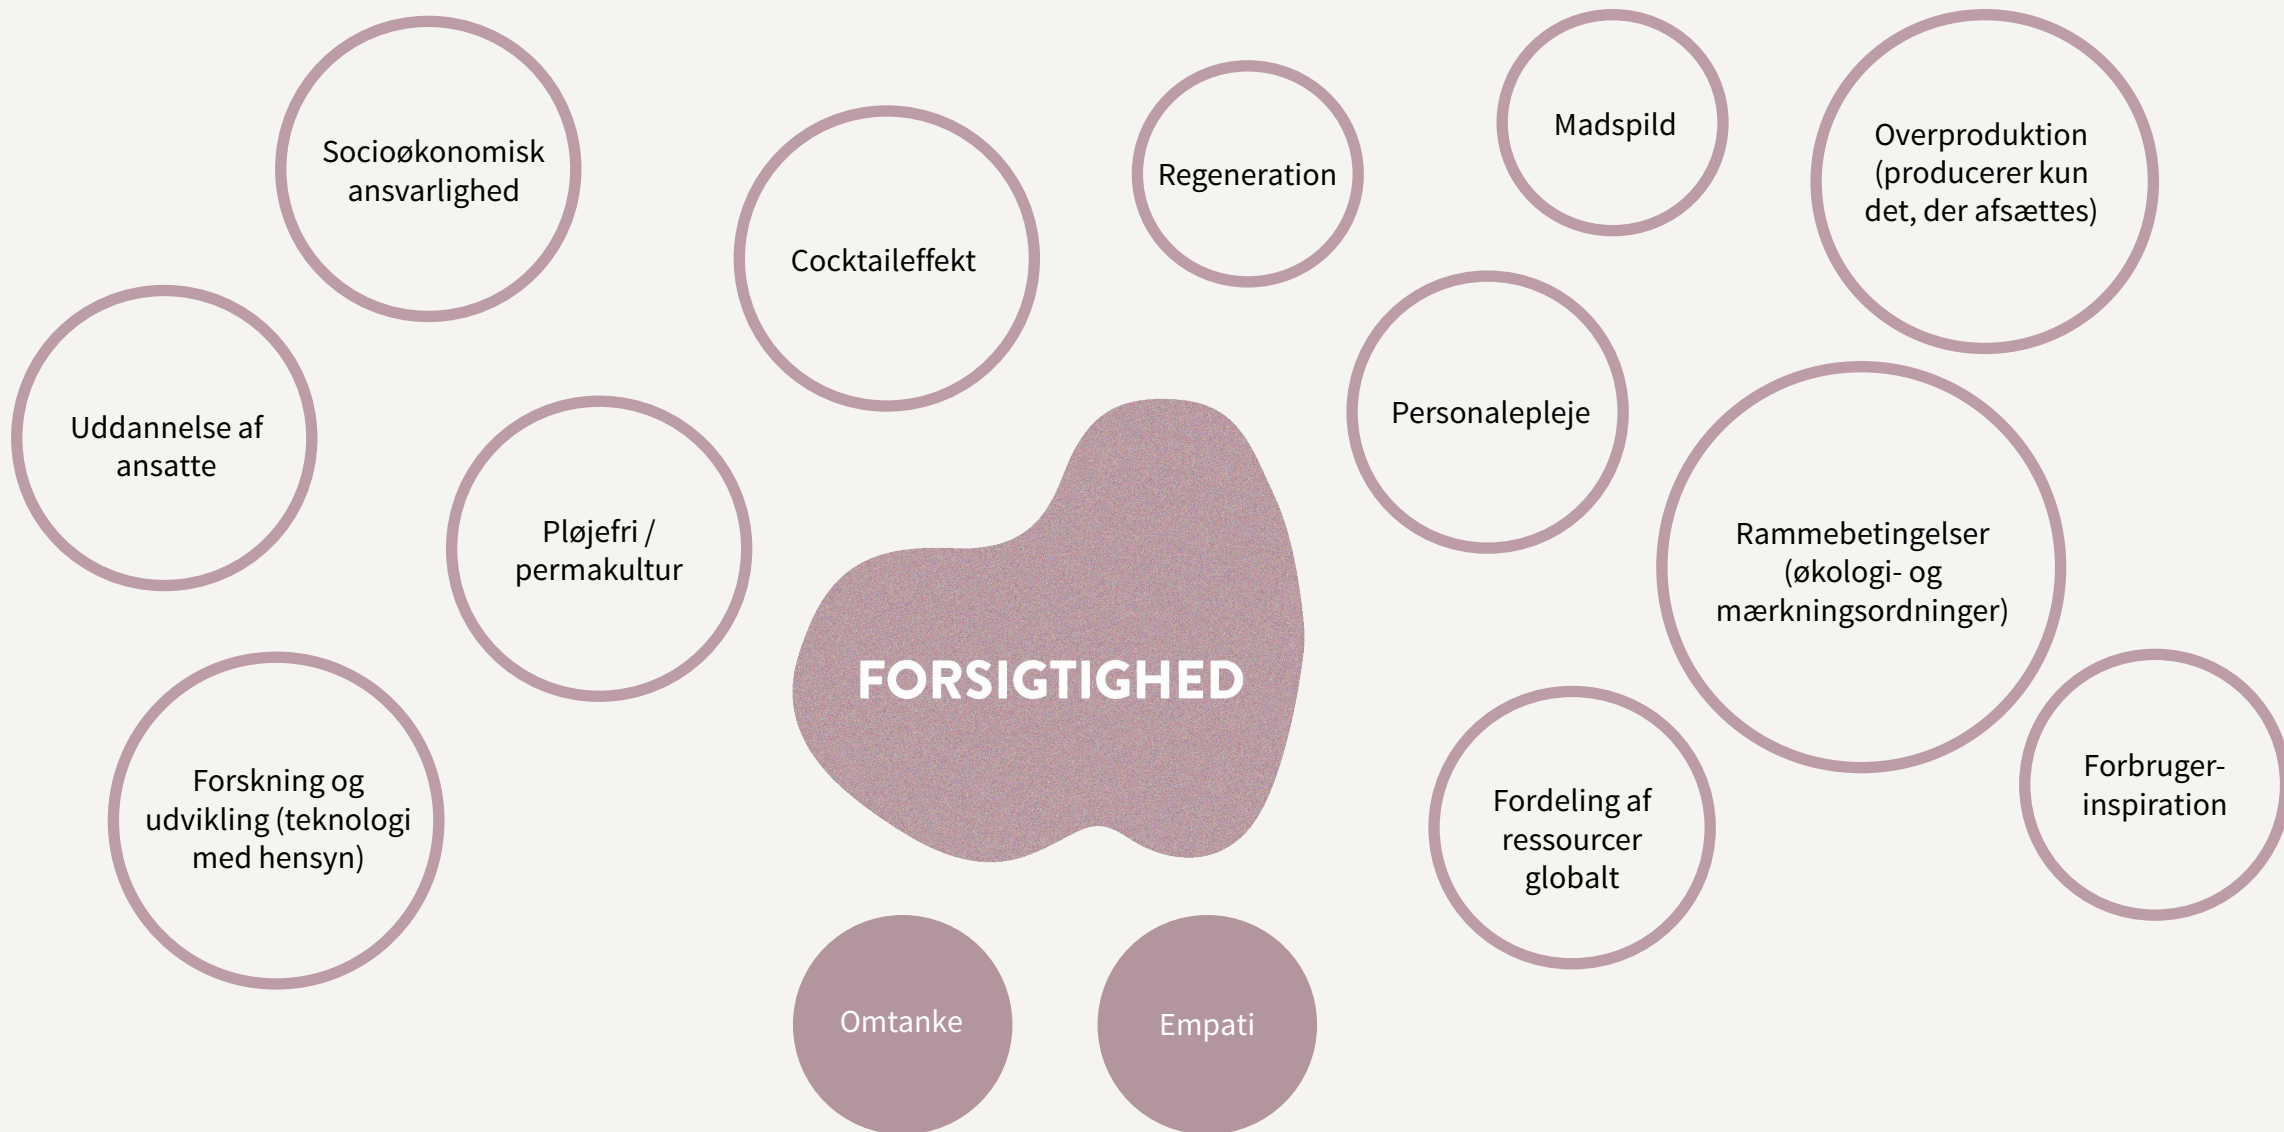 Socioøkonomisk
ansvarlighed
Cocktaileffekt
Regeneration
Madspild
Overproduktion
(producerer kun
det, der afsættes)
Uddannelse af
ansatte
Pløjefri /
permakultur
Personalepleje
Rammebetingelser
(økologi- og
mærkningsordninger)
FORSIGTIGHED
Forskning og
udvikling (teknologi
med hensyn)
Fordeling af
ressourcer
globalt
Forbruger-
inspiration
Omtanke
Empati